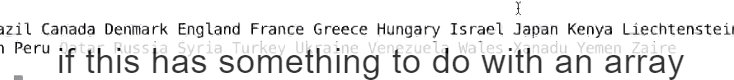 Canada Denmark England France Greece Hungary Israel Japan Kenya Liechtenstein
Peru Qatar Russia Syria Turkey Ukraine Venezuela Wales Xanadu Yemen Zaire
if this has something to do with an array